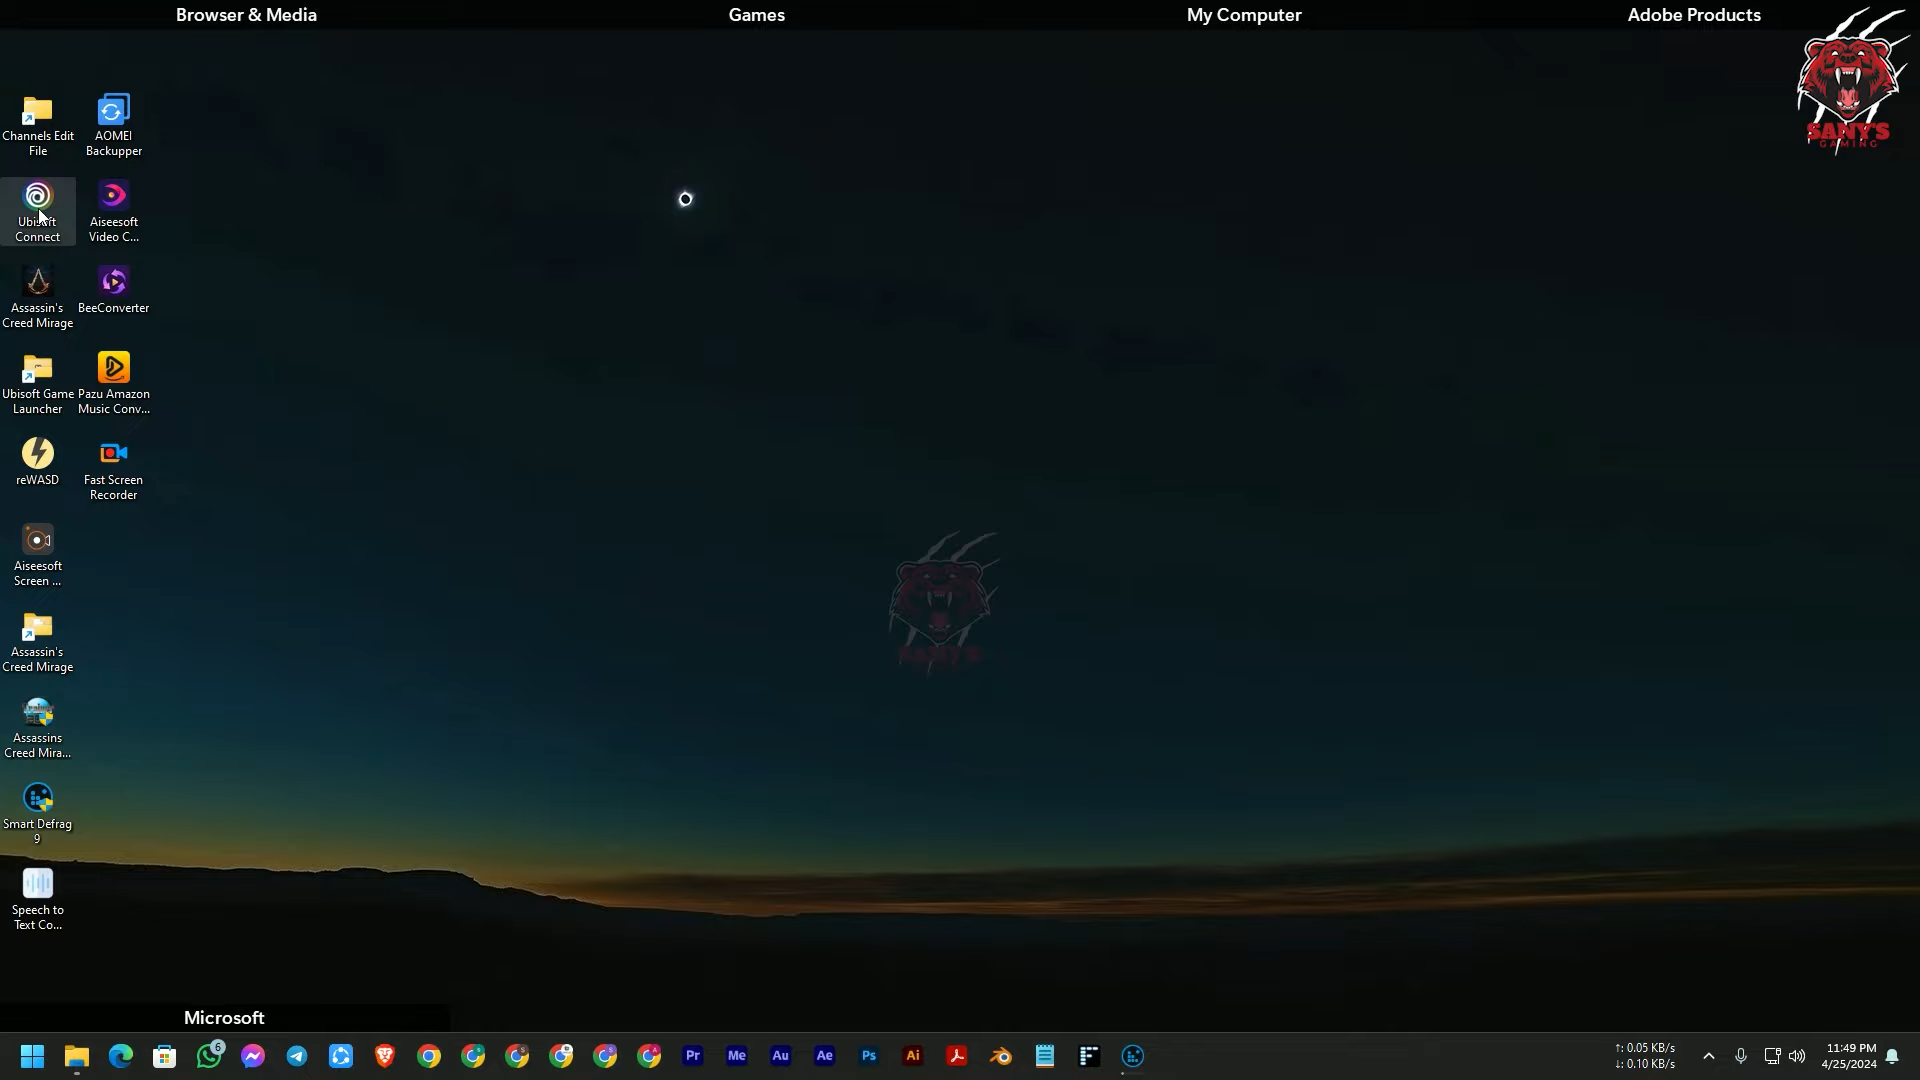 Browser & Media
Games
My Computer
Adobe Products
SANY'S
GAMING
Channels Edit
File
AOMEI
Backupper
Ubisoft
Connect
Aiseesoft
Video C...
Assassin's
Creed Mirage
BeeConverter
Ubisoft Game
Launcher
Pazu Amazon
Music Conv...
reWASD
Fast Screen
Recorder
Aiseesoft
Screen ...
Assassin's
Creed Mirage
Assassins
Creed Mira...
Smart Defrag
9
Speech to
Text Co...
SANY'S
Microsoft
6
Pr
Me
Au
Ae
Ps
Ai
↑: 0.05 KB/s
↓: 0.10 KB/s
11:49 PM
4/25/2024